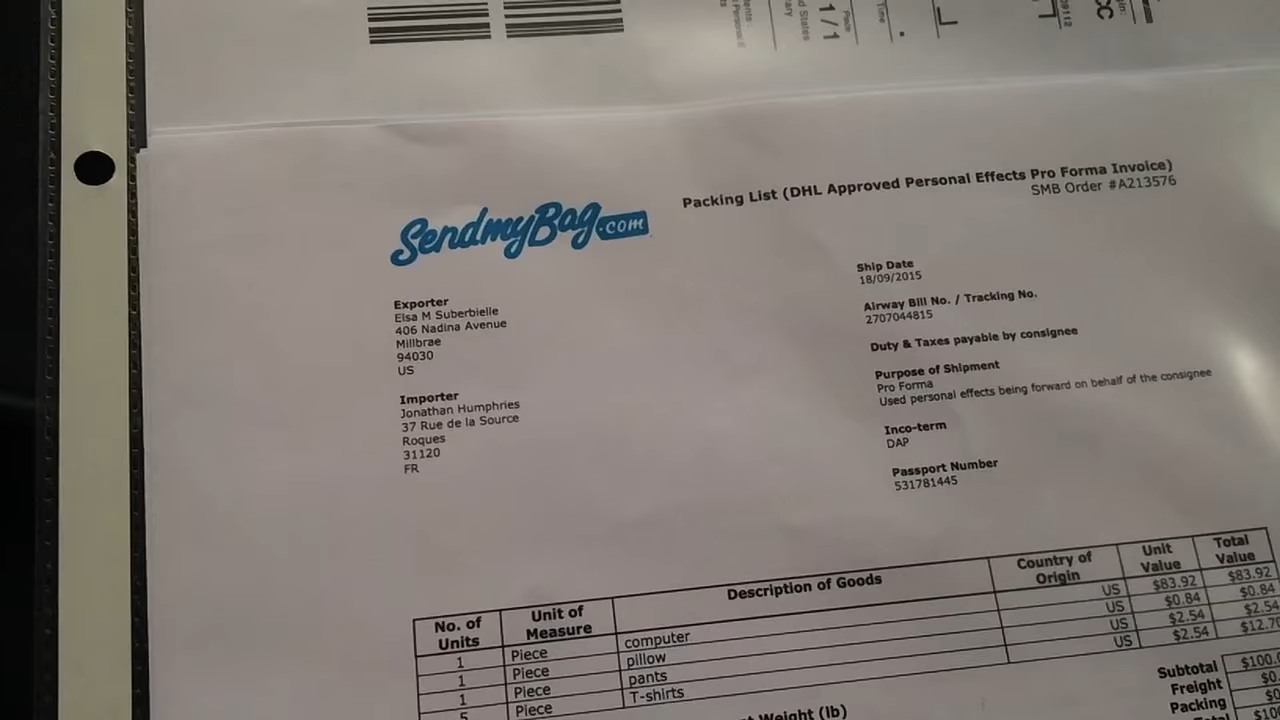 1/1
Piece
Time
CC
Packing List (DHL Approved Personal Effects Pro Forma Invoice)
SMB Order #A213576
SendmyBag.com
Ship Date
18/09/2015
Airway Bill No. / Tracking No.
2707044815
Duty & Taxes payable by consignee
Purpose of Shipment
Pro Forma
Used personal effects being forward on behalf of the consignee
Inco-term
DAP
Passport Number
531781445
Exporter
Elsa M Suberbielle
406 Nadina Avenue
Millbrae
94030
US
Importer
Jonathan Humphries
37 Rue de la Source
Roques
31120
FR
No. of Units Unit of Measure Description of Goods Country of Origin Unit Value Total Value
1 Piece computer US $83.92 $83.92
1 Piece pillow US $0.84 $0.84
1 Piece pants US $2.54 $2.54
5 Piece T-shirts US $2.54 $12.70
Weight (lb)
Subtotal $100.0
Freight $0.
Packing $0